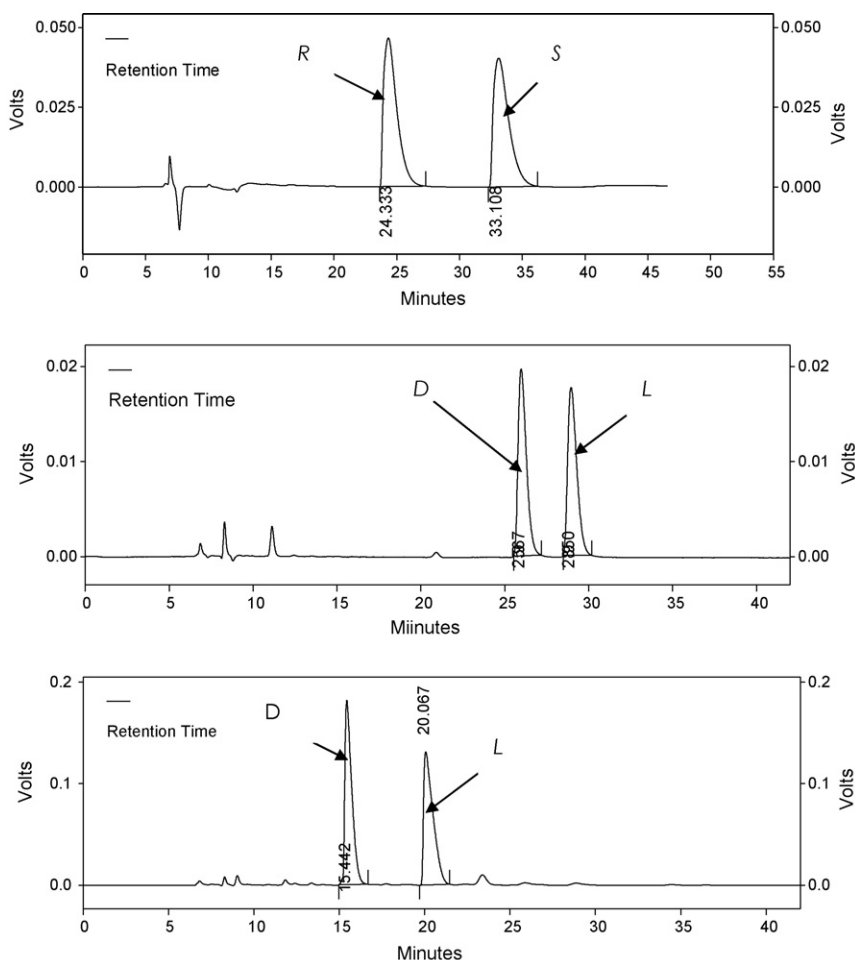 0.050 0.050
R S
Retention Time
Volts 0.025 0.025 Volts
0.000 0.000
24.333 33.108
0 5 10 15 20 25 30 35 40 45 50 55
Minutes
0.02 0.02
D L
Retention Time
Volts 0.01 0.01 Volts
0.00 0.00
0 5 10 15 20 25 30 35 40
Miinutes
0.2 0.2
D 20.067
Retention Time
L
Volts 0.1 0.1 Volts
15.442
0.0 0.0
0 5 10 15 20 25 30 35 40
Minutes